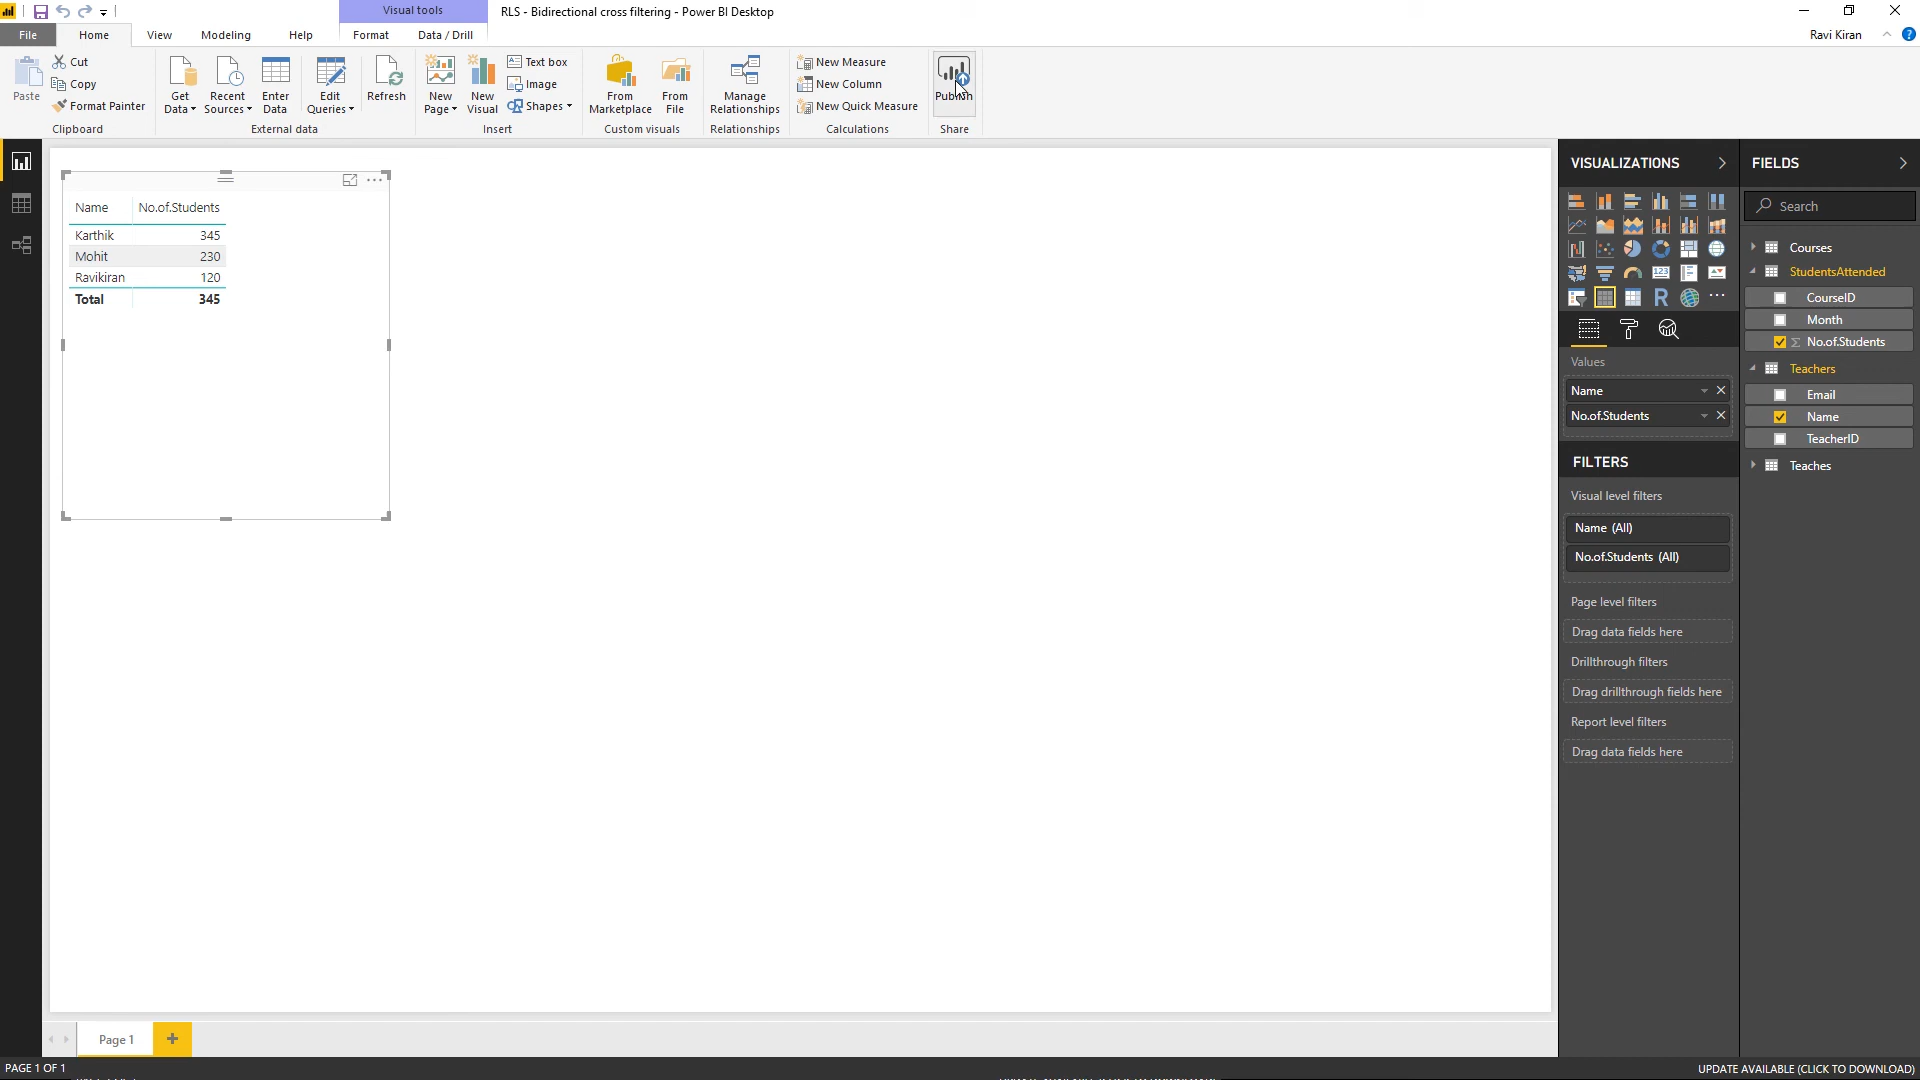 Visual tools
RLS - Bidirectional cross filtering - Power BI Desktop
File Home View Modeling Help Format Data / Drill Ravi Kiran ?
Paste
Cut
Copy
Format Painter
Clipboard
Get Data
Recent Sources
Enter Data
Edit Queries
Refresh
External data
New Page
New Visual
Text box
Image
Shapes
Insert
From Marketplace
From File
Custom visuals
Manage Relationships
Relationships
New Measure
New Column
New Quick Measure
Calculations
Publish
Share
Name No.of.Students
Karthik 345
Mohit 230
Ravikiran 120
Total 345
VISUALIZATIONS
123
R
Values
Name
No.of.Students
FILTERS
Visual level filters
Name (All)
No.of.Students (All)
Page level filters
Drag data fields here
Drillthrough filters
Drag drillthrough fields here
Report level filters
Drag data fields here
FIELDS
Search
Courses
StudentsAttended
CourseID
Month
Σ No.of.Students
Teachers
Email
Name
TeacherID
Teaches
Page 1 +
PAGE 1 OF 1
UPDATE AVAILABLE (CLICK TO DOWNLOAD)